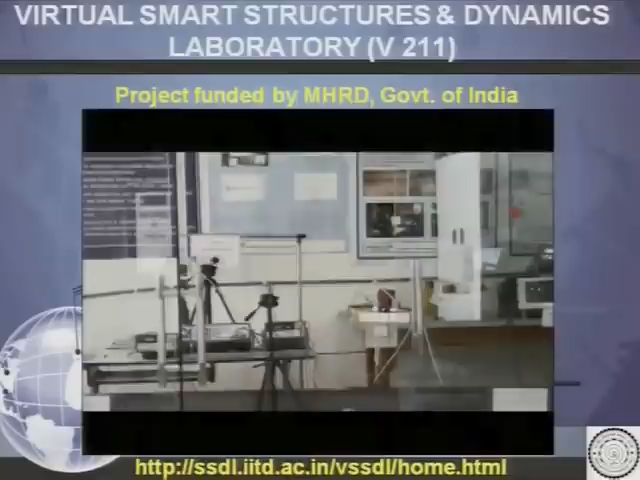 VIRTUAL SMART STRUCTURES & DYNAMICS
LABORATORY (V 211)
Project funded by MHRD, Govt. of India
http://ssdl.iitd.ac.in/vssdl/home.html